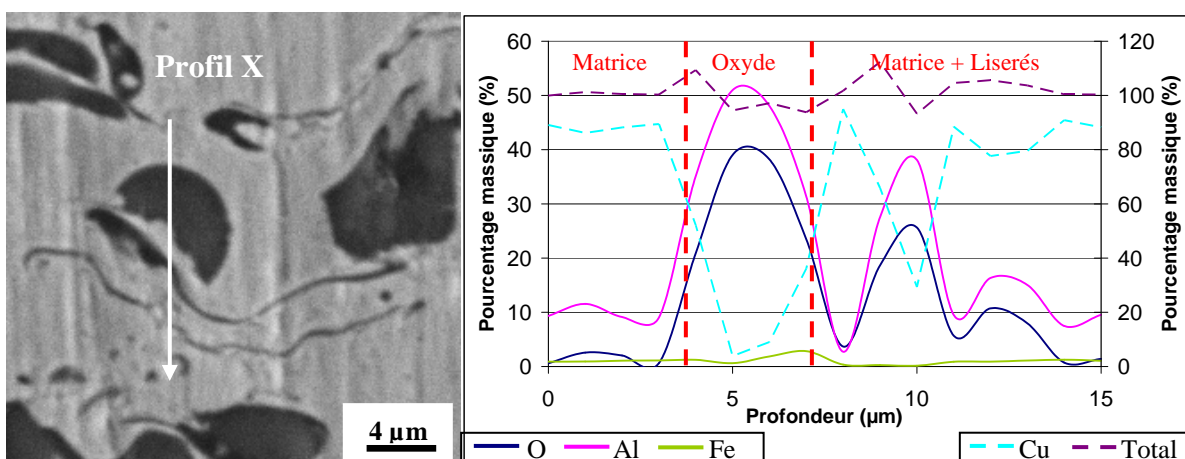 Profil X
4 µm
Matrice Oxyde Matrice + Liserés
Pourcentage massique (%)
60
50
40
30
20
10
0
120
100
80
60
40
20
0
Pourcentage massique (%)
0 5 10 15
Profondeur (µm)
O Al Fe Cu Total